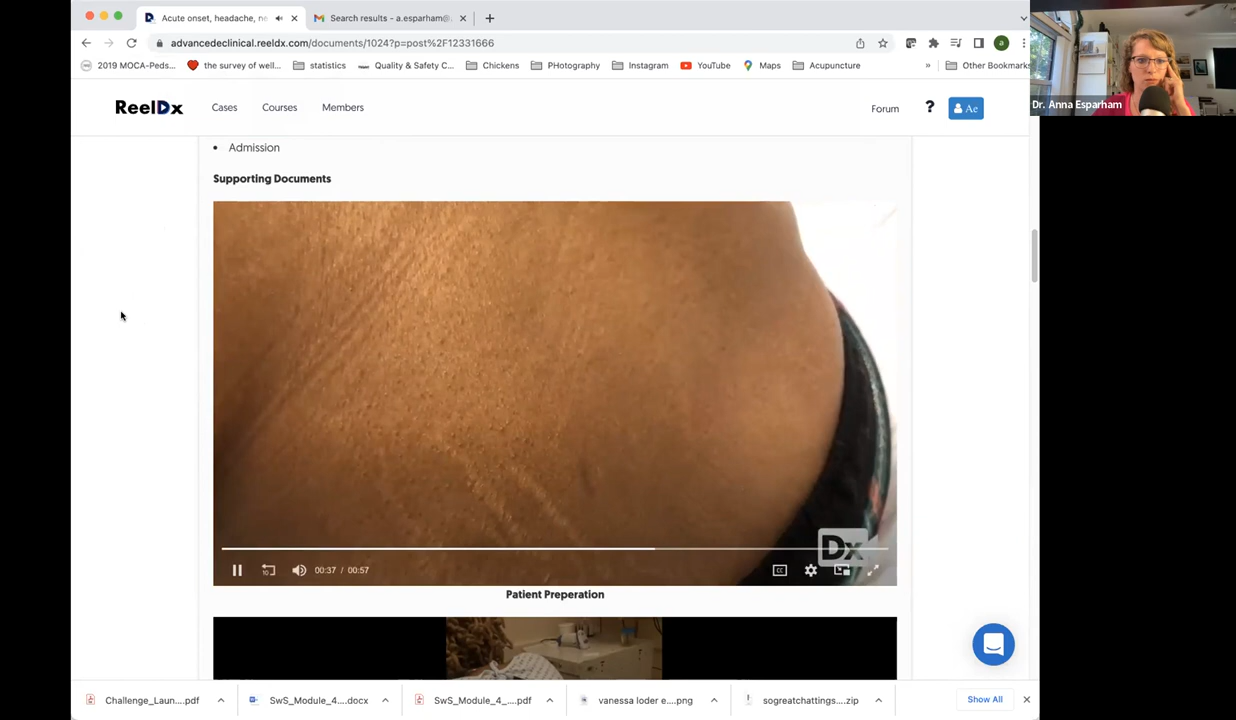 Acute onset, headache, ne
Search results - a.esparham@
advancedeclinical.reeldx.com/documents/1024?p=post%2F12331666
2019 MOCA-Peds...
the survey of well...
statistics
Quality & Safety C...
Chickens
PHotography
Instagram
YouTube
Maps
Acupuncture
»
Other Bookmarks
Dr. Anna Esparham
ReelDx
Cases
Courses
Members
Forum
?
Ae
• Admission
Supporting Documents
Dx
10
00:37 / 00:57
CC
Patient Preperation
Challenge_Laun....pdf
SwS_Module_4....docx
SwS_Module_4_....pdf
vanessa loder e....png
sogreatchattings....zip
Show All